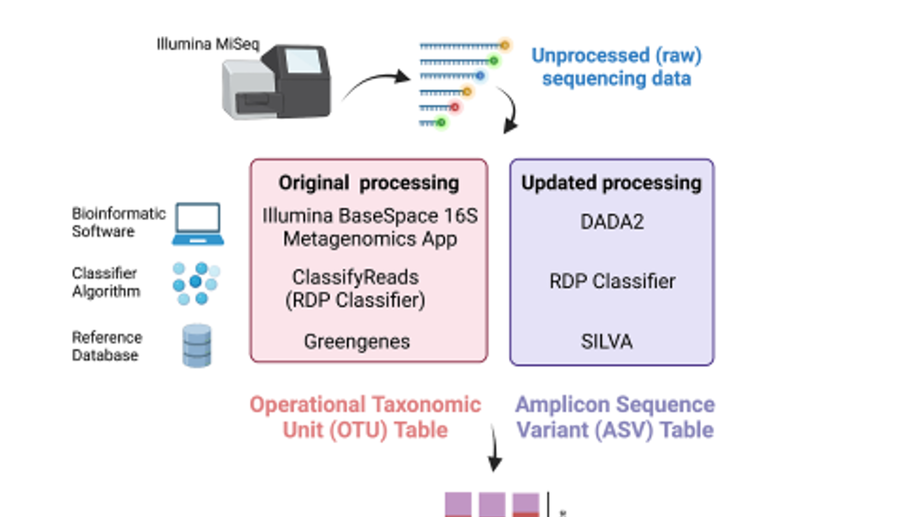 Illumina MiSeq
Unprocessed (raw)
sequencing data
Original processing
Updated processing
Bioinformatic
Software
Illumina BaseSpace 16S
Metagenomics App
DADA2
Classifier
Algorithm
ClassifyReads
(RDP Classifier)
RDP Classifier
Reference
Database
Greengenes
SILVA
Operational Taxonomic
Unit (OTU) Table
Amplicon Sequence
Variant (ASV) Table